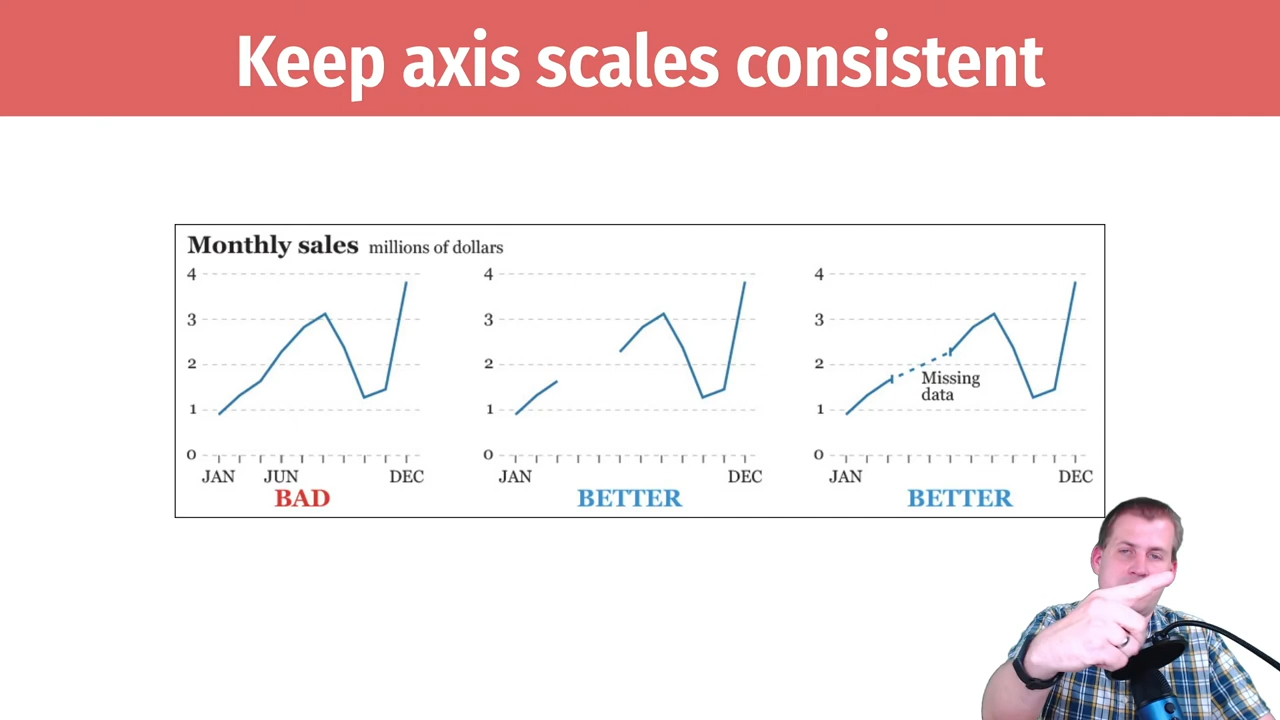 Keep axis scales consistent
Monthly sales millions of dollars
4
3
2
1
0
JAN JUN DEC
BAD
4
3
2
1
0
JAN DEC
BETTER
4
3
2
1
0
Missing
data
JAN DEC
BETTER